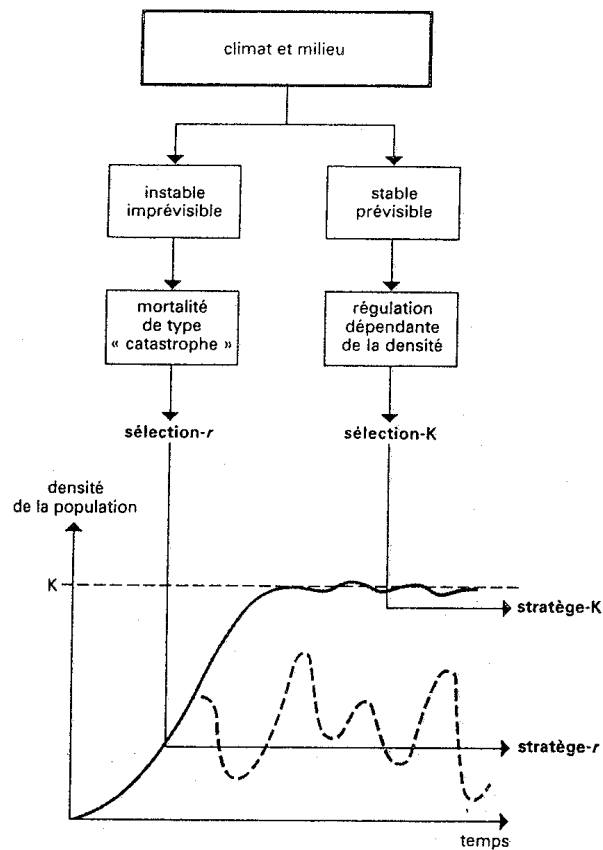 climat et milieu
instable
imprévisible
stable
prévisible
mortalité
de type
« catastrophe »
régulation
dépendante
de la densité
sélection-r
sélection-K
densité
de la population
K
stratège-K
stratège-r
temps